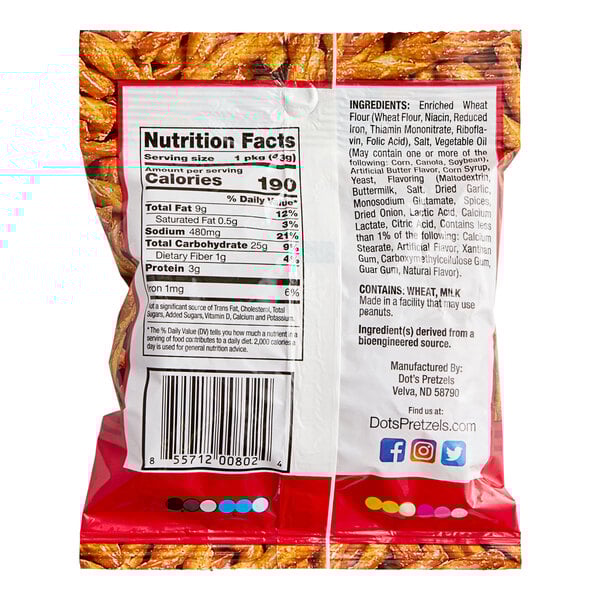 Nutrition Facts
Serving size 1 pkg
Amount per serving
Calories 190
% Daily Value*
Total Fat 9g 12%
Saturated Fat 0.5g 3%
Sodium 480mg 21%
Total Carbohydrate 25g 9%
Dietary Fiber 1g 4%
Protein 3g
Iron 1mg 6%
Not a significant source of Trans Fat, Cholesterol, Total
Sugars, Added Sugars, Vitamin D, Calcium and Potassium.
*The % Daily Value (DV) tells you how much a nutrient in a
serving of food contributes to a daily diet. 2,000 calories a
day is used for general nutrition advice.
8 55712 00802 4
INGREDIENTS: Enriched Wheat
Flour (Wheat Flour, Niacin, Reduced
Iron, Thiamin Mononitrate, Ribofla-
vin, Folic Acid), Salt, Vegetable Oil
(May contain one or more of the
following: Corn, Canola, Soybean),
Artificial Butter Flavor, Corn Syrup,
Yeast, Flavoring (Maltodextrin,
Buttermilk, Salt, Dried Garlic,
Monosodium Glutamate, Spices,
Dried Onion, Lactic Acid, Calcium
Lactate, Citric Acid, Contains less
than 1% of the following: Calcium
Stearate, Artificial Flavor, Xanthan
Gum, Carboxymethylcellulose Gum,
Guar Gum, Natural Flavor).
CONTAINS: WHEAT, MILK
Made in a facility that may use
peanuts.
Ingredient(s) derived from a
bioengineered source.
Manufactured By:
Dot's Pretzels
Velva, ND 58790
Find us at:
DotsPretzels.com